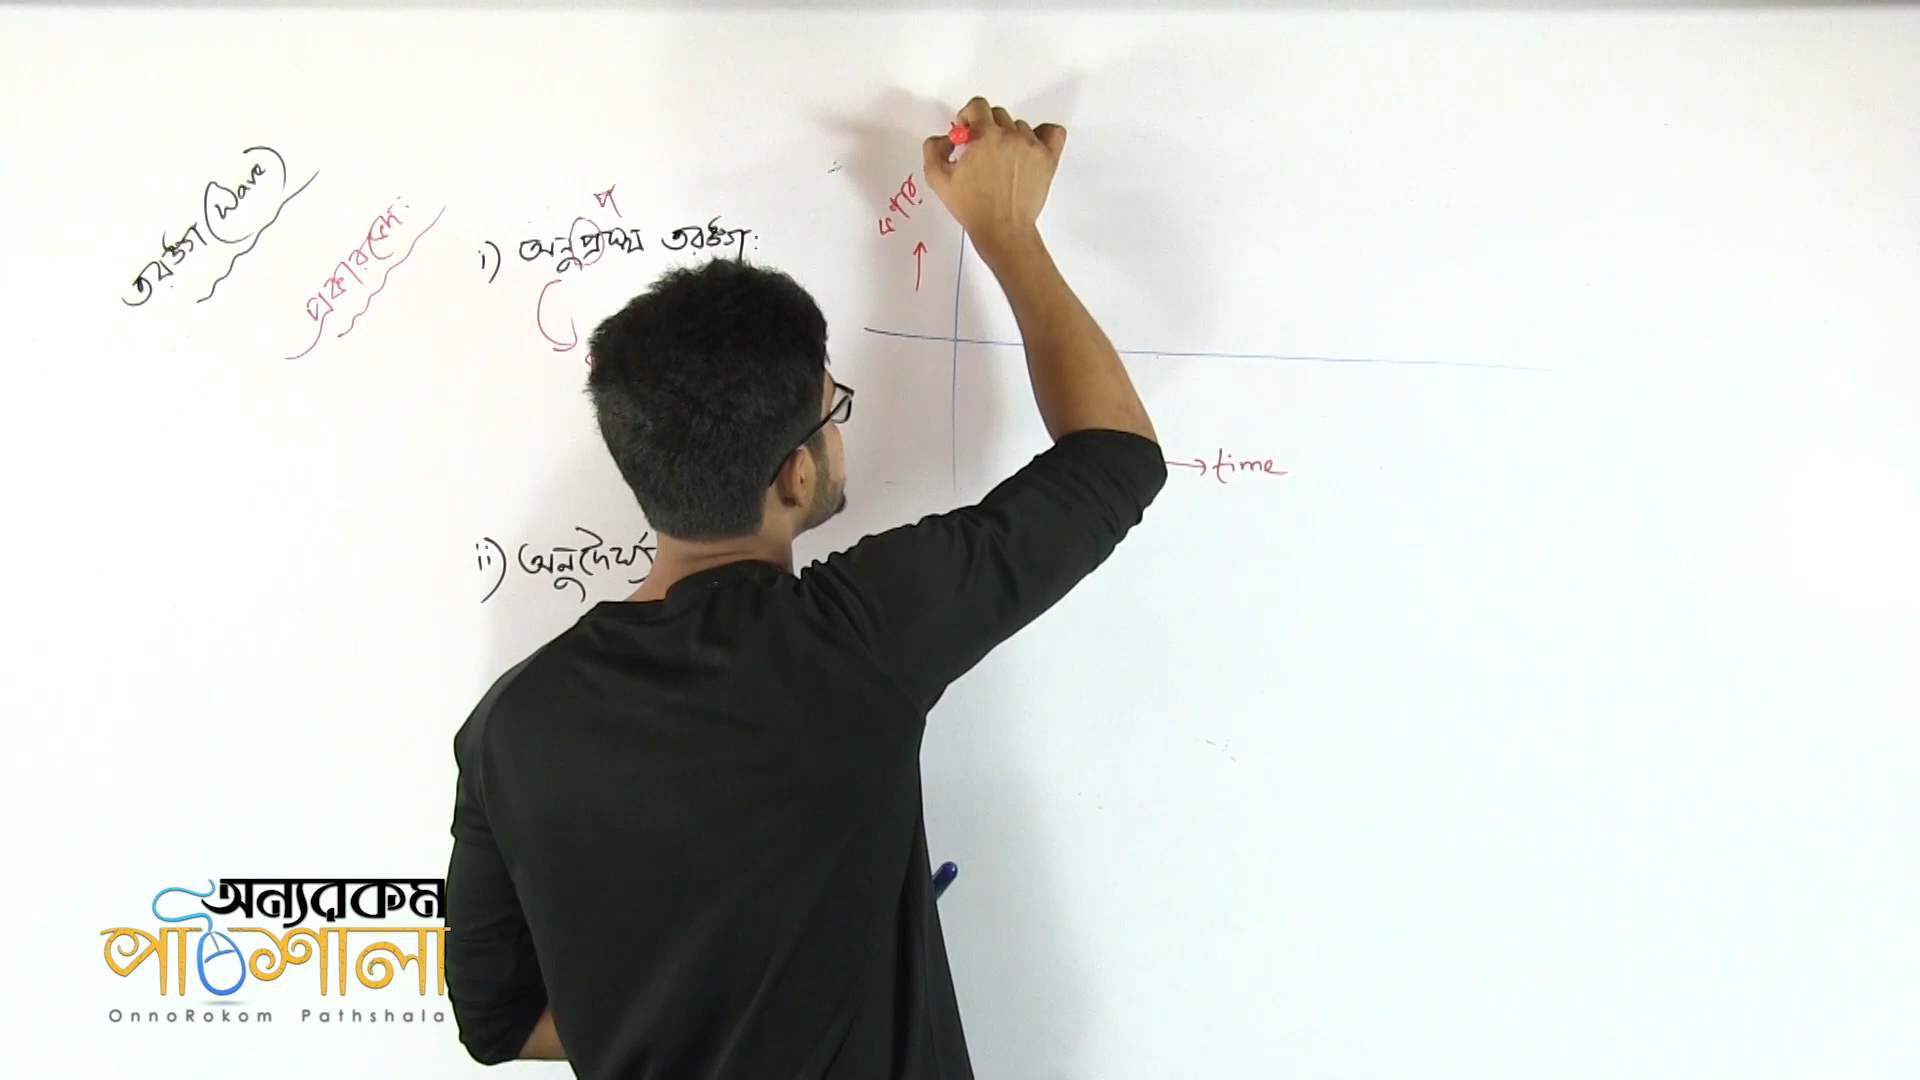 তরঙ্গ (Wave)
প্রকারভেদ:
প
i) অনুপ্রস্থ তরঙ্গ:
time
ii) অনুদৈর্ঘ্য
অন্যরকম
পাঠশালা
OnnoRokom Pathshala